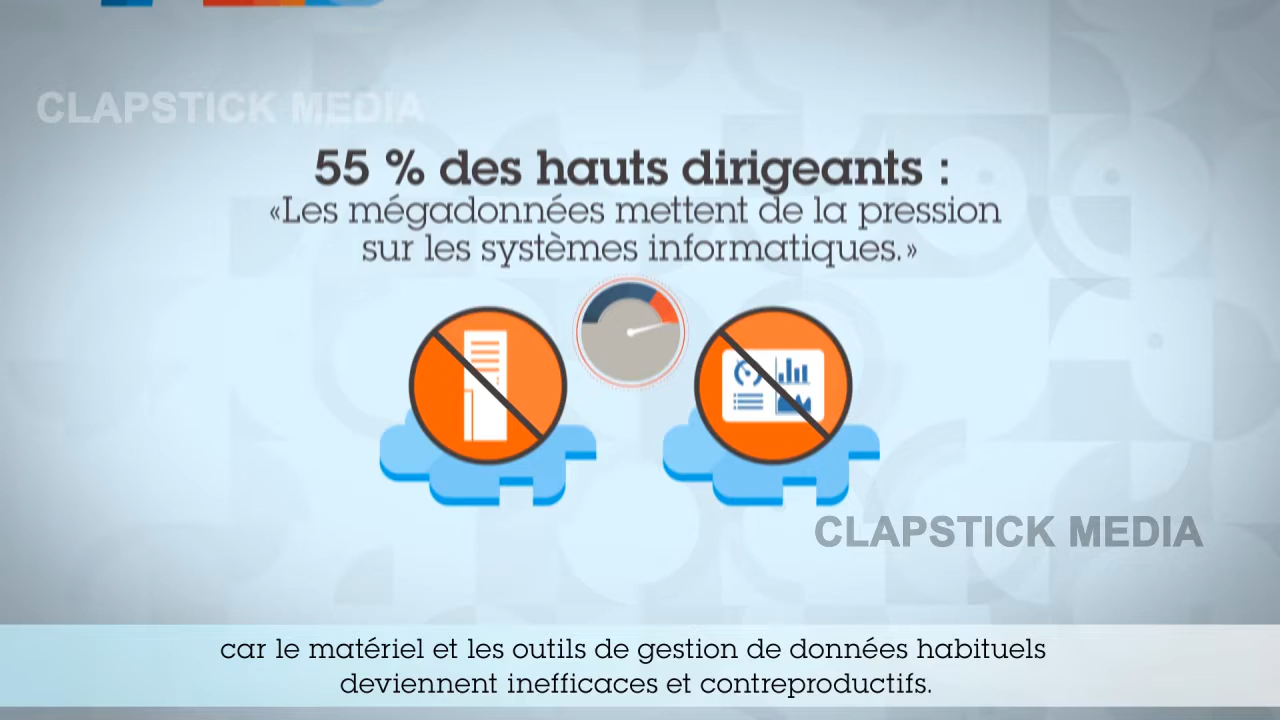 CLAPSTICK MEDIA
55 % des hauts dirigeants :
«Les mégadonnées mettent de la pression
sur les systèmes informatiques.»
CLAPSTICK MEDIA
car le matériel et les outils de gestion de données habituels
deviennent inefficaces et contreproductifs.